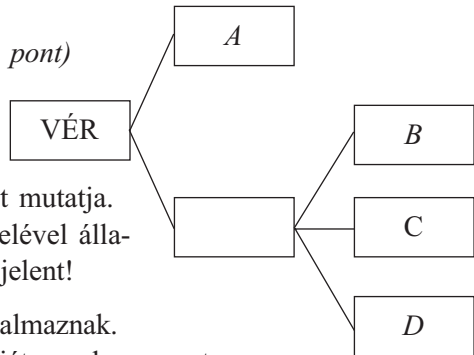 A
pont)
VÉR
B
t mutatja.
elével álla-
C
jelent!
almaznak.
D